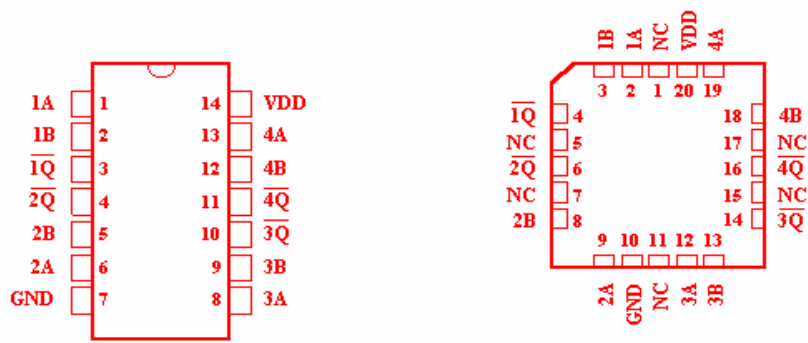 1A 1 14 VDD
1B 2 13 4A
1Q̅ 3 12 4B
2Q̅ 4 11 4Q̅
2B 5 10 3Q̅
2A 6 9 3B
GND 7 8 3A
1B 1A NC VDD 4A
3 2 1 20 19
1Q̅ 4 18 4B
NC 5 17 NC
2Q̅ 6 16 4Q̅
NC 7 15 NC
2B 8 14 3Q̅
9 10 11 12 13
2A GND NC 3A 3B